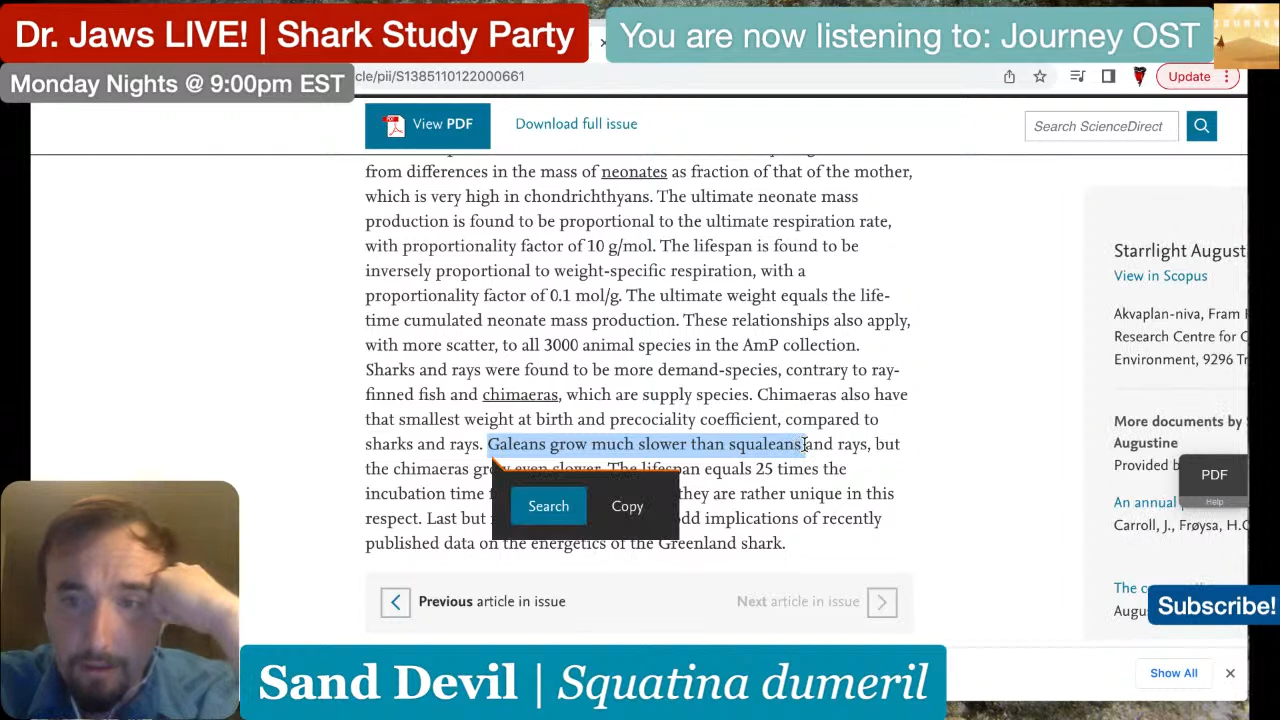 Dr. Jaws LIVE! | Shark Study Party
You are now listening to: Journey OST
Monday Nights @ 9:00pm EST
cle/pii/S1385110122000661
Update
View PDF
Download full issue
Search ScienceDirect
from differences in the mass of neonates as fraction of that of the mother,
which is very high in chondrichthyans. The ultimate neonate mass
production is found to be proportional to the ultimate respiration rate,
with proportionality factor of 10 g/mol. The lifespan is found to be
inversely proportional to weight-specific respiration, with a
proportionality factor of 0.1 mol/g. The ultimate weight equals the life-
time cumulated neonate mass production. These relationships also apply,
with more scatter, to all 3000 animal species in the AmP collection.
Sharks and rays were found to be more demand-species, contrary to ray-
finned fish and chimaeras, which are supply species. Chimaeras also have
that smallest weight at birth and precociality coefficient, compared to
sharks and rays. Galeans grow much slower than squaleans and rays, but
the chimaeras grow even slower. The lifespan equals 25 times the
incubation time they are rather unique in this
respect. Last but odd implications of recently
published data on the energetics of the Greenland shark.
Search
Copy
Previous article in issue
Next article in issue
Starrlight August
View in Scopus
Akvaplan-niva, Fram
Research Centre for
Environment, 9296 Tr
More documents by
Augustine
Provided b
An annual
Carroll, J., Frøysa, H.
The co
Augu
PDF
Help
Subscribe!
Show All
Sand Devil | Squatina dumeril